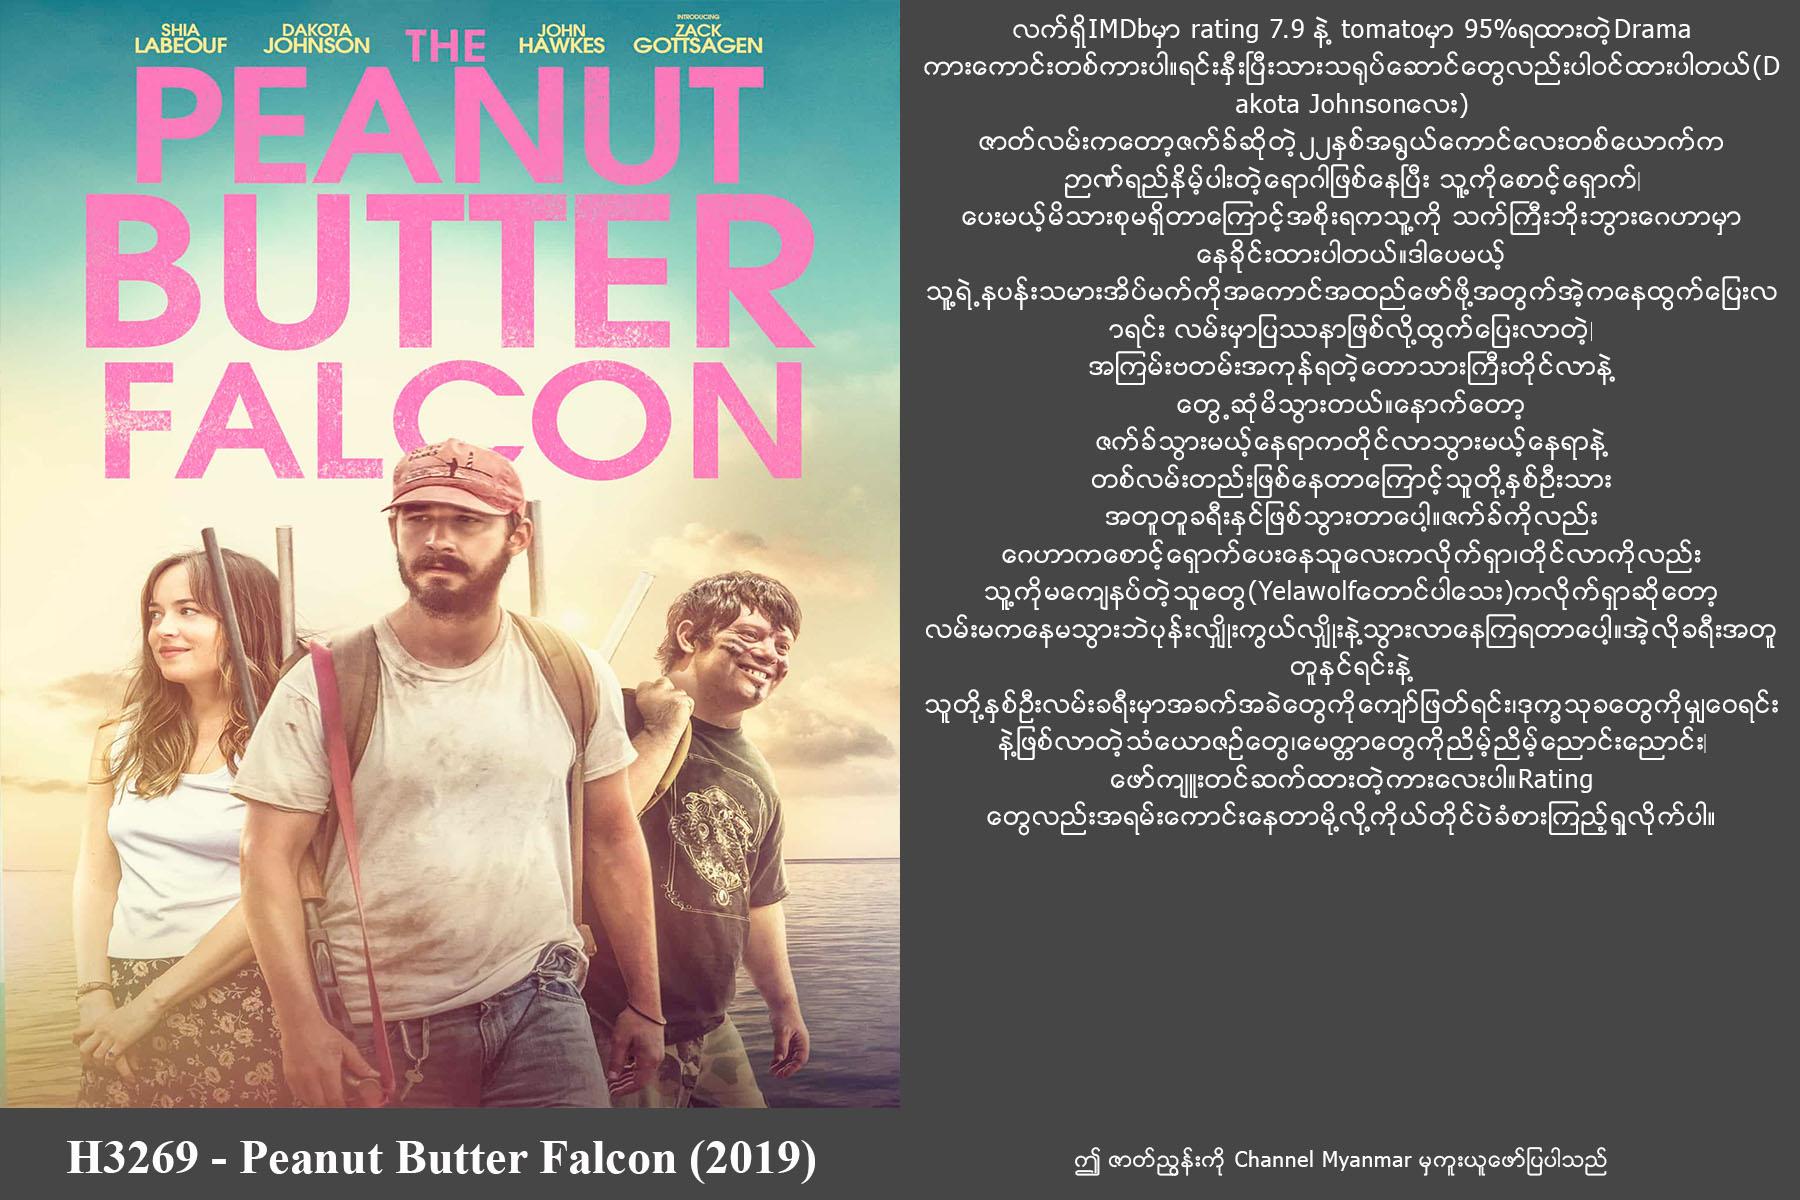 SHIA
LABEOUF
DAKOTA
JOHNSON
JOHN
HAWKES
INTRODUCING
ZACK
GOTTSAGEN
THE
PEANUT
BUTTER
FALCON
H3269 - Peanut Butter Falcon (2019)
လက်ရှိIMDbမှာ rating 7.9 နဲ့ tomatoမှာ 95%ရထားတဲ့Drama
ကားကောင်းတစ်ကားပါ။ရင်းနှီးပြီးသားသရုပ်ဆောင်တွေလည်းပါဝင်ထားပါတယ်(D
akota Johnsonလေး)
ဇာတ်လမ်းကတော့ဇက်ခ်ဆိုတဲ့၂၂နှစ်အရွယ်ကောင်လေးတစ်ယောက်က
ဉာဏ်ရည်နိမ့်ပါးတဲ့ရောဂါဖြစ်နေပြီး သူ့ကိုစောင့်ရှောက်
ပေးမယ့်မိသားစုမရှိတာကြောင့်အစိုးရကသူ့ကို သက်ကြီးဘိုးဘွားဂေဟာမှာ
နေခိုင်းထားပါတယ်။ဒါပေမယ့်
သူ့ရဲ့နပန်းသမားအိပ်မက်ကိုအကောင်အထည်ဖော်ဖို့အတွက်အဲ့ကနေထွက်ပြေးလ
ာရင်း လမ်းမှာပြဿနာဖြစ်လို့ထွက်ပြေးလာတဲ့
အကြမ်းဗတမ်းအကုန်ရတဲ့တောသားကြီးတိုင်လာနဲ့
တွေ့ဆုံမိသွားတယ်။နောက်တော့
ဇက်ခ်သွားမယ့်နေရာကတိုင်လာသွားမယ့်နေရာနဲ့
တစ်လမ်းတည်းဖြစ်နေတာကြောင့်သူတို့နှစ်ဦးသား
အတူတူခရီးနှင်ဖြစ်သွားတာပေါ့။ဇက်ခ်ကိုလည်း
ဂေဟာကစောင့်ရှောက်ပေးနေသူလေးကလိုက်ရှာ၊တိုင်လာကိုလည်း
သူ့ကိုမကျေနပ်တဲ့သူတွေ(Yelawolfတောင်ပါသေး)ကလိုက်ရှာဆိုတော့
လမ်းမကနေမသွားဘဲပုန်းလျှိုးကွယ်လျှိုးနဲ့သွားလာနေကြရတာပေါ့။အဲ့လိုခရီးအတူ
တူနှင်ရင်းနဲ့
သူတို့နှစ်ဦးလမ်းခရီးမှာအခက်အခဲတွေကိုကျော်ဖြတ်ရင်း၊ဒုက္ခသုခတွေကိုမျှဝေရင်း
နဲ့ဖြစ်လာတဲ့သံယောဇဉ်တွေ၊မေတ္တာတွေကိုညိမ့်ညိမ့်ညောင်းညောင်း
ဖော်ကျူးတင်ဆက်ထားတဲ့ကားလေးပါ။Rating
တွေလည်းအရမ်းကောင်းနေတာမို့လို့ကိုယ်တိုင်ပဲခံစားကြည့်ရှုလိုက်ပါ။
ဤ ဇာတ်ညွှန်းကို Channel Myanmar မှကူးယူဖော်ပြပါသည်